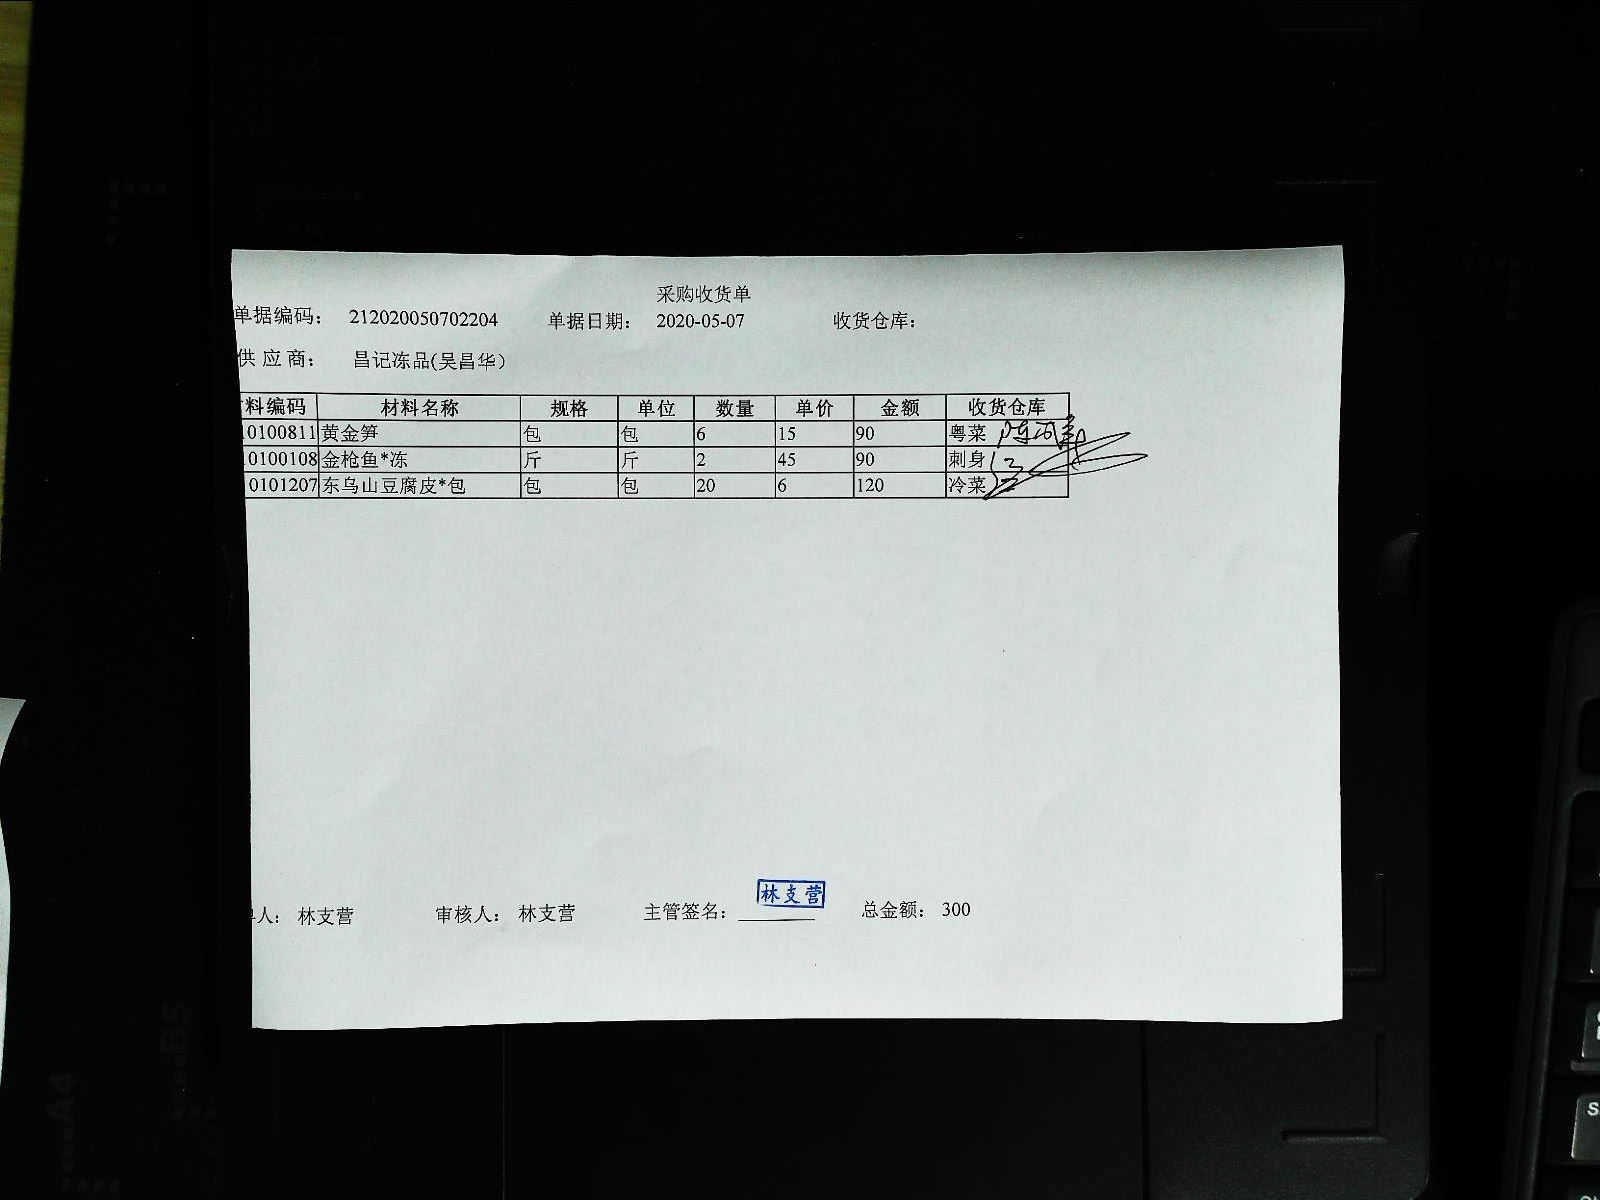 采购收货单
单据编码： 212020050702204 单据日期： 2020-05-07 收货仓库：
供应商： 昌记冻品(吴昌华）
料编码 材料名称 规格 单位 数量 单价 金额 收货仓库
0100811 黄金笋 包 包 6 15 90 粤菜
0100108 金枪鱼*冻 斤 斤 2 45 90 刺身
0101207 东乌山豆腐皮*包 包 包 20 6 120 冷菜
林支营
人： 林支营 审核人： 林支营 主管签名： 总金额： 300
A4
B5